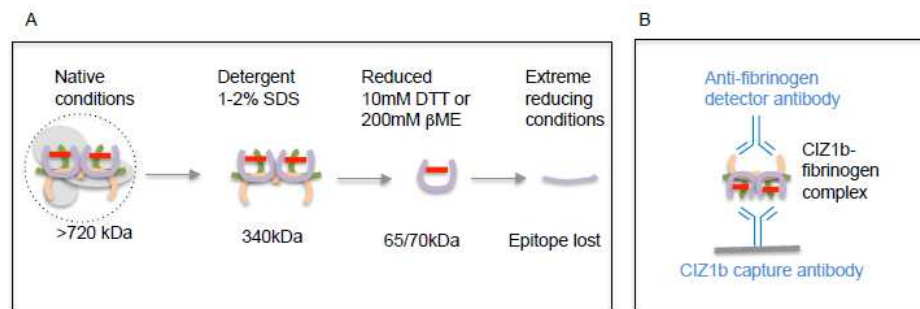 A
Native
conditions
Detergent
1-2% SDS
Reduced
10mM DTT or
200mM βME
Extreme
reducing
conditions
>720 kDa
340kDa
65/70kDa
Epitope lost
B
Anti-fibrinogen
detector antibody
CIZ1b-
fibrinogen
complex
CIZ1b capture antibody